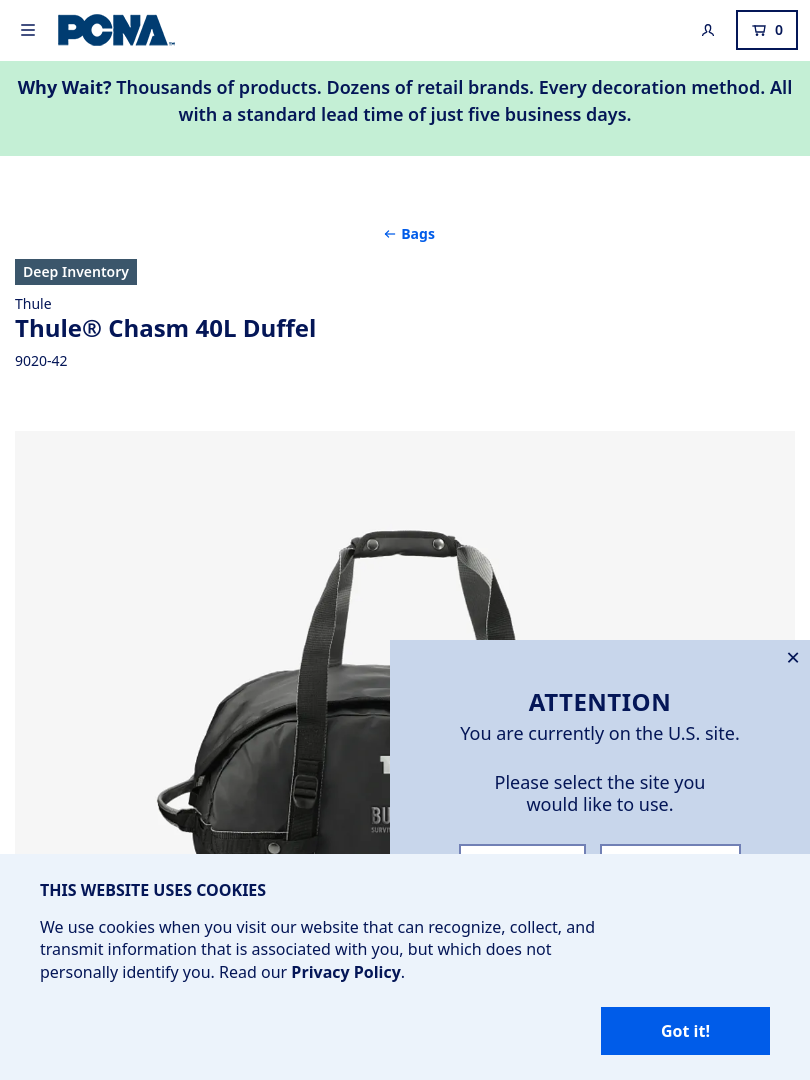 PCNA
0
Why Wait? Thousands of products. Dozens of retail brands. Every decoration method. All
with a standard lead time of just five business days.
← Bags
Deep Inventory
Thule
Thule® Chasm 40L Duffel
9020-42
ATTENTION
You are currently on the U.S. site.
Please select the site you
would like to use.
THIS WEBSITE USES COOKIES
We use cookies when you visit our website that can recognize, collect, and
transmit information that is associated with you, but which does not
personally identify you. Read our Privacy Policy.
Got it!